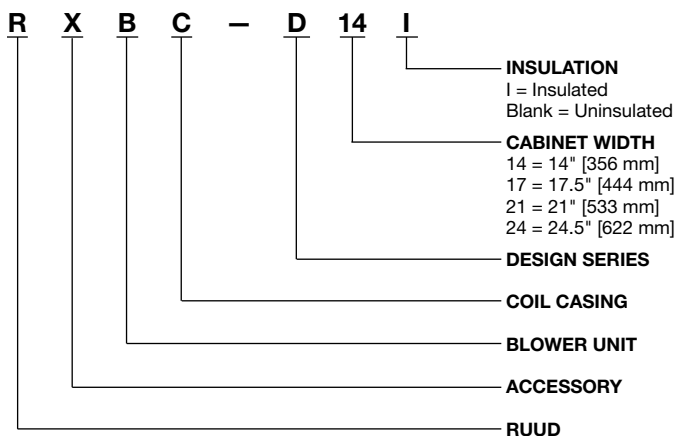 R X B C — D 14 I
INSULATION
I = Insulated
Blank = Uninsulated
CABINET WIDTH
14 = 14" [356 mm]
17 = 17.5" [444 mm]
21 = 21" [533 mm]
24 = 24.5" [622 mm]
DESIGN SERIES
COIL CASING
BLOWER UNIT
ACCESSORY
RUUD